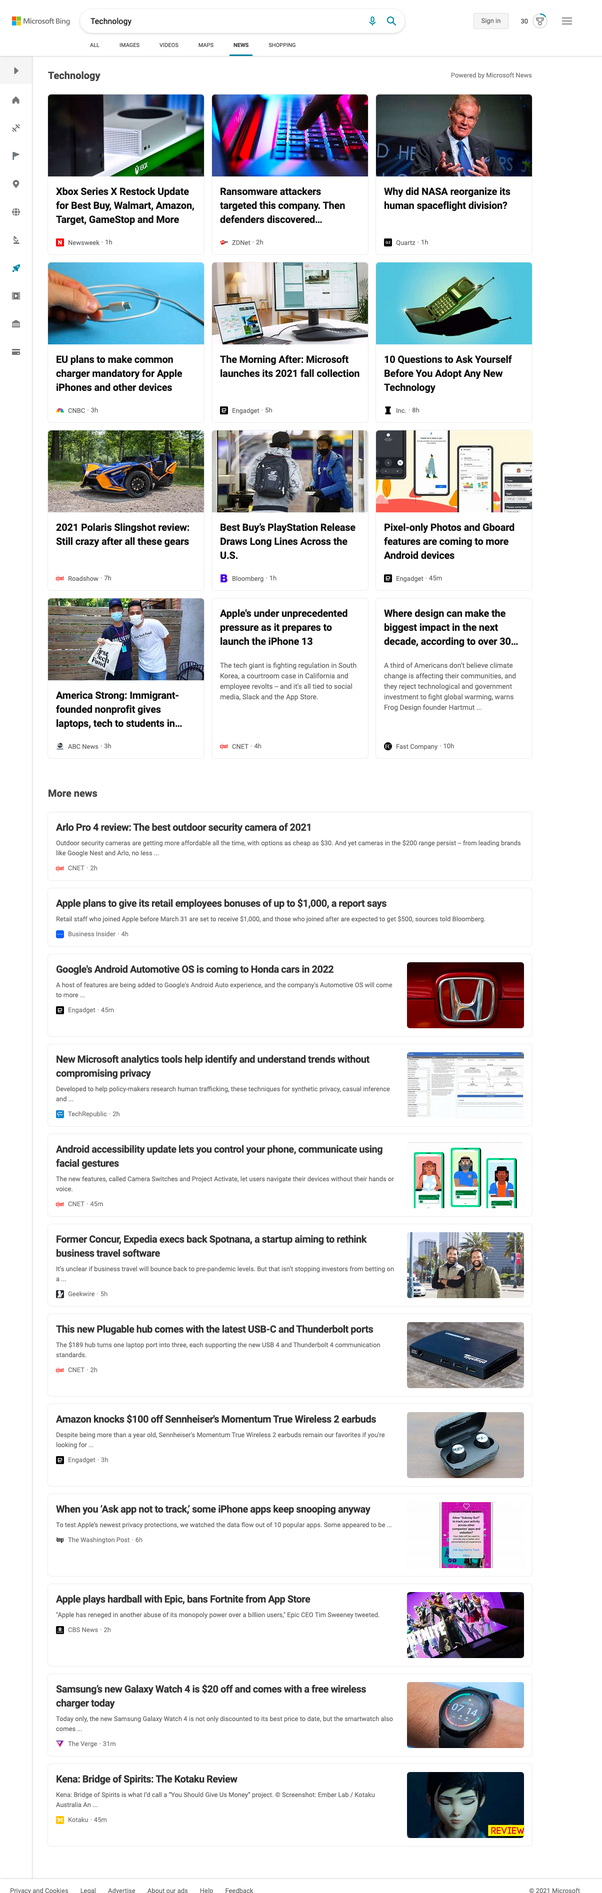 Microsoft Bing
Technology
Sign in
30
ALL
IMAGES
VIDEOS
MAPS
NEWS
SHOPPING
Technology
Powered by Microsoft News
XBOX
Xbox Series X Restock Update
for Best Buy, Walmart, Amazon,
Target, GameStop and More
Newsweek · 1h
Ransomware attackers
targeted this company. Then
defenders discovered...
ZDNet · 2h
Why did NASA reorganize its
human spaceflight division?
Quartz · 1h
EU plans to make common
charger mandatory for Apple
iPhones and other devices
CNBC · 3h
The Morning After: Microsoft
launches its 2021 fall collection
Engadget · 5h
10 Questions to Ask Yourself
Before You Adopt Any New
Technology
Inc. · 8h
2021 Polaris Slingshot review:
Still crazy after all these gears
Roadshow · 7h
Best Buy's PlayStation Release
Draws Long Lines Across the
U.S.
Bloomberg · 1h
Pixel-only Photos and Gboard
features are coming to more
Android devices
Engadget · 45m
America Strong: Immigrant-
founded nonprofit gives
laptops, tech to students in...
ABC News · 3h
Apple's under unprecedented
pressure as it prepares to
launch the iPhone 13
The tech giant is fighting regulation in South
Korea, a courtroom case in California and
employee revolts – and it's all tied to social
media, Slack and the App Store.
CNET · 4h
Where design can make the
biggest impact in the next
decade, according to over 30...
A third of Americans don't believe climate
change is affecting their communities, and
they reject technological and government
investment to fight global warming, warns
Frog Design founder Hartmut ...
Fast Company · 10h
More news
Arlo Pro 4 review: The best outdoor security camera of 2021
Outdoor security cameras are getting more affordable all the time, with options as cheap as $30. And yet cameras in the $200 range persist – from leading brands
like Google Nest and Arlo, no less ...
CNET · 2h
Apple plans to give its retail employees bonuses of up to $1,000, a report says
Retail staff who joined Apple before March 31 are set to receive $1,000, and those who joined after are expected to get $500, sources told Bloomberg.
Business Insider · 4h
Google's Android Automotive OS is coming to Honda cars in 2022
A host of features are being added to Google's Android Auto experience, and the company's Automotive OS will come
to more ...
Engadget · 45m
New Microsoft analytics tools help identify and understand trends without
compromising privacy
Developed to help policy-makers research human trafficking, these techniques for synthetic privacy, casual inference
and ...
TechRepublic · 2h
Android accessibility update lets you control your phone, communicate using
facial gestures
The new features, called Camera Switches and Project Activate, let users navigate their devices without their hands or
voice.
CNET · 45m
Former Concur, Expedia execs back Spotnana, a startup aiming to rethink
business travel software
It's unclear if business travel will bounce back to pre-pandemic levels. But that isn't stopping investors from betting on
a ...
Geekwire · 5h
This new Plugable hub comes with the latest USB-C and Thunderbolt ports
The $189 hub turns one laptop port into three, each supporting the new USB 4 and Thunderbolt 4 communication
standards.
CNET · 2h
Amazon knocks $100 off Sennheiser's Momentum True Wireless 2 earbuds
Despite being more than a year old, Sennheiser's Momentum True Wireless 2 earbuds remain our favorites if you're
looking for ...
Engadget · 3h
When you 'Ask app not to track,' some iPhone apps keep snooping anyway
To test Apple's newest privacy protections, we watched the data flow out of 10 popular apps. Some appeared to be ...
The Washington Post · 6h
Apple plays hardball with Epic, bans Fortnite from App Store
"Apple has reneged in another abuse of its monopoly power over a billion users," Epic CEO Tim Sweeney tweeted.
CBS News · 2h
Samsung's new Galaxy Watch 4 is $20 off and comes with a free wireless
charger today
Today only, the new Samsung Galaxy Watch 4 is not only discounted to its best price to date, but the smartwatch also
comes ...
The Verge · 31m
Kena: Bridge of Spirits: The Kotaku Review
Kena: Bridge of Spirits is what I'd call a "You Should Give Us Money" project. © Screenshot: Ember Lab / Kotaku
Australia An ...
Kotaku · 45m
REVIEW
Privacy and Cookies
Legal
Advertise
About our ads
Help
Feedback
© 2021 Microsoft